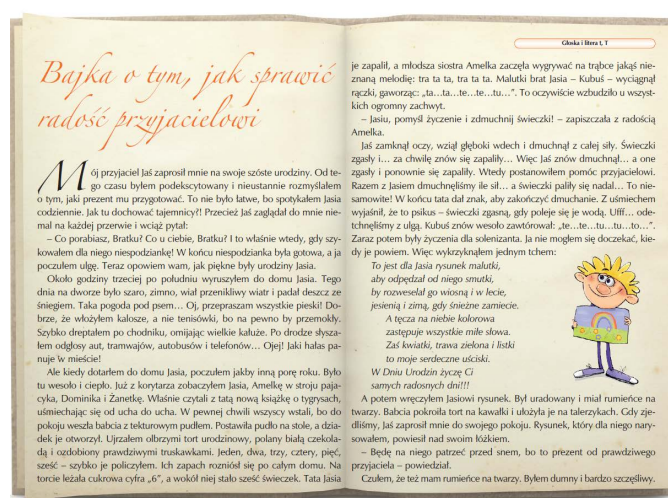 Bajka o tym, jak sprawić
radość przyjacielowi
Mój przyjaciel Jaś zaprosił mnie na swoje szóste urodziny. Od te-
go czasu byłem podekscytowany i nieustannie rozmyślałem
o tym, jaki prezent mu przygotować. To nie było łatwe, bo spotykałem Jasia
codziennie. Jak tu dochować tajemnicy?! Przecież Jaś zaglądał do mnie nie-
mal na każdej przerwie i wciąż pytał:
– Co porabiasz, Bratku? Co u ciebie, Bratku? I to właśnie wtedy, gdy szy-
kowałem dla niego niespodziankę! W końcu niespodzianka była gotowa, a ja
poczułem ulgę. Teraz opowiem wam, jak piękne były urodziny Jasia.
Około godziny trzeciej po południu wyruszyłem do domu Jasia. Tego
dnia na dworze było szaro, zimno, wiał przenikliwy wiatr i padał deszcz ze
śniegiem. Taka pogoda pod psem... Oj, przepraszam wszystkie pieski! Do-
brze, że włożyłem kalosze, a nie tenisówki, bo na pewno by przemokły.
Szybko dreptałem po chodniku, omijając wielkie kałuże. Po drodze słysza-
łem odgłosy aut, tramwajów, autobusów i telefonów... Ojej! Jaki hałas pa-
nuje w mieście!
Ale kiedy dotarłem do domu Jasia, poczułem jakby inną porę roku. Było
tu wesoło i ciepło. Już z korytarza zobaczyłem Jasia, Amelkę w stroju paja-
cyka, Dominika i Żanetkę. Właśnie czytali z tatą nową książkę o tygrysach,
uśmiechając się od ucha do ucha. W pewnej chwili wszyscy wstali, bo do
pokoju weszła babcia z tekturowym pudłem. Postawiła pudło na stole, a dzia-
dek je otworzył. Ujrzałem olbrzymi tort urodzinowy, polany białą czekola-
dą i ozdobiony prawdziwymi truskawkami. Jeden, dwa, trzy, cztery, pięć,
sześć – szybko je policzyłem. Ich zapach rozniósł się po całym domu. Na
torcie leżała cukrowa cyfra „6”, a wokół niej stało sześć świeczek. Tata Jasia
Głoska i litera t, T
je zapalił, a młodsza siostra Amelka zaczęła wygrywać na trąbce jakąś nie-
znaną melodię: tra ta ta, tra ta ta. Malutki brat Jasia – Kubuś – wyciągnął
rączki, gaworząc: „ta...ta...te...te...tu...”. To oczywiście wzbudziło u wszyst-
kich ogromny zachwyt.
– Jasiu, pomyśl życzenie i zdmuchnij świeczki! – zapiszczała z radością
Amelka.
Jaś zamknął oczy, wziął głęboki wdech i dmuchnął z całej siły. Świeczki
zgasły i... za chwilę znów się zapaliły... Więc Jaś znów dmuchnął... a one
zgasły i ponownie się zapaliły. Wtedy postanowiłem pomóc przyjacielowi.
Razem z Jasiem dmuchnęliśmy ile sił... a świeczki paliły się nadal... To nie-
samowite! W końcu tata dał znak, aby zakończyć dmuchanie. Z uśmiechem
wyjaśnił, że to psikus – świeczki zgasną, gdy poleje się je wodą. Ufff... ode-
tchnęliśmy z ulgą. Kubuś znów wesoło zawtórował: „te...te...tu...tu...to...”.
Zaraz potem były życzenia dla solenizanta. Ja nie mogłem się doczekać, kie-
dy je powiem. Więc wykrzyknąłem jednym tchem:
To jest dla Jasia rysunek malutki,
aby odpędzał od niego smutki,
by rozweselał go wiosną i w lecie,
jesienią i zimą, gdy śnieżne zamiecie.
A tęcza na niebie kolorowa
zastępuje wszystkie miłe słowa.
Zaś kwiatki, trawa zielona i listki
to moje serdeczne uściski.
W Dniu Urodzin życzę Ci
samych radosnych dni!!!
A potem wręczyłem Jasiowi rysunek. Był uradowany i miał rumieńce na
twarzy. Babcia pokroiła tort na kawałki i ułożyła je na talerzykach. Gdy zje-
dliśmy, Jaś zaprosił mnie do swojego pokoju. Rysunek, który dla niego nary-
sowałem, powiesił nad swoim łóżkiem.
– Będę na niego patrzeć przed snem, bo to prezent od prawdziwego
przyjaciela – powiedział.
Czułem, że też mam rumieńce na twarzy. Byłem dumny i bardzo szczęśliwy.